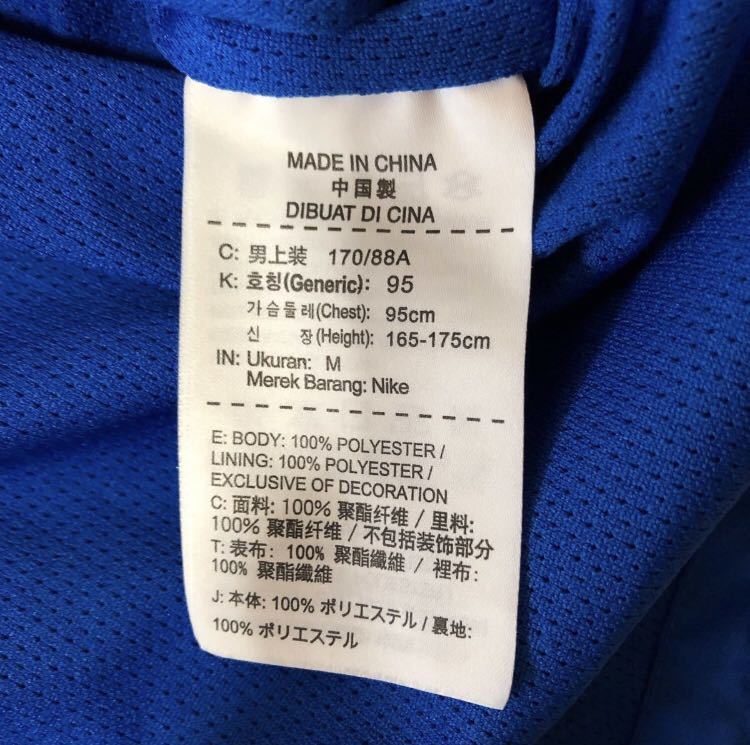 MADE IN CHINA
中国製
DIBUAT DI CINA
C: 男上装 170/88A
K: 호칭(Generic): 95
가슴둘레(Chest): 95cm
신 장(Height): 165-175cm
IN: Ukuran: M
Merek Barang: Nike
E: BODY: 100% POLYESTER /
LINING: 100% POLYESTER /
EXCLUSIVE OF DECORATION
C: 面料: 100% 聚酯纤维 / 里料:
100% 聚酯纤维 / 不包括装饰部分
T: 表布: 100% 聚酯纖維 / 裡布:
100% 聚酯纖維
J: 本体: 100% ポリエステル / 裏地:
100% ポリエステル